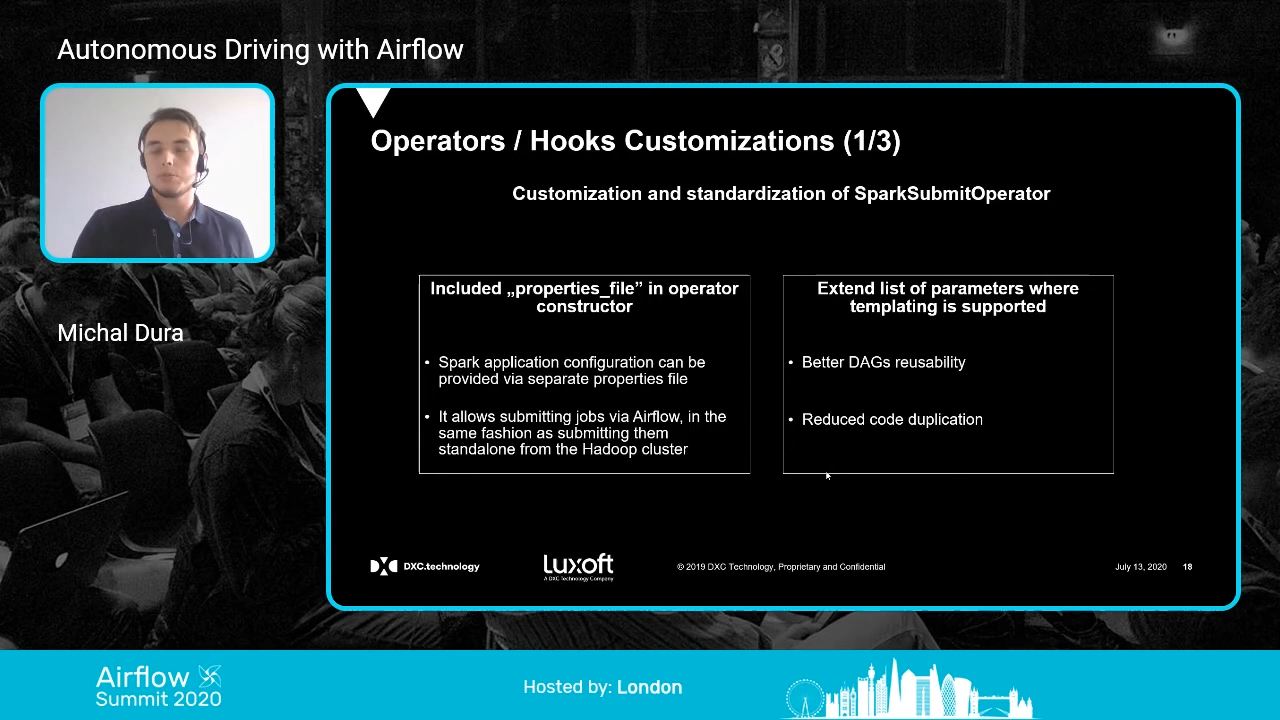 Autonomous Driving with Airflow
Michal Dura
Operators / Hooks Customizations (1/3)
Customization and standardization of SparkSubmitOperator
Included „properties_file” in operator
constructor
• Spark application configuration can be
provided via separate properties file
• It allows submitting jobs via Airflow, in the
same fashion as submitting them
standalone from the Hadoop cluster
Extend list of parameters where
templating is supported
• Better DAGs reusability
• Reduced code duplication
DXC.technology
Luxoft
A DXC Technology Company
© 2019 DXC Technology, Proprietary and Confidential
July 13, 2020 18
Airflow
Summit 2020
Hosted by: London